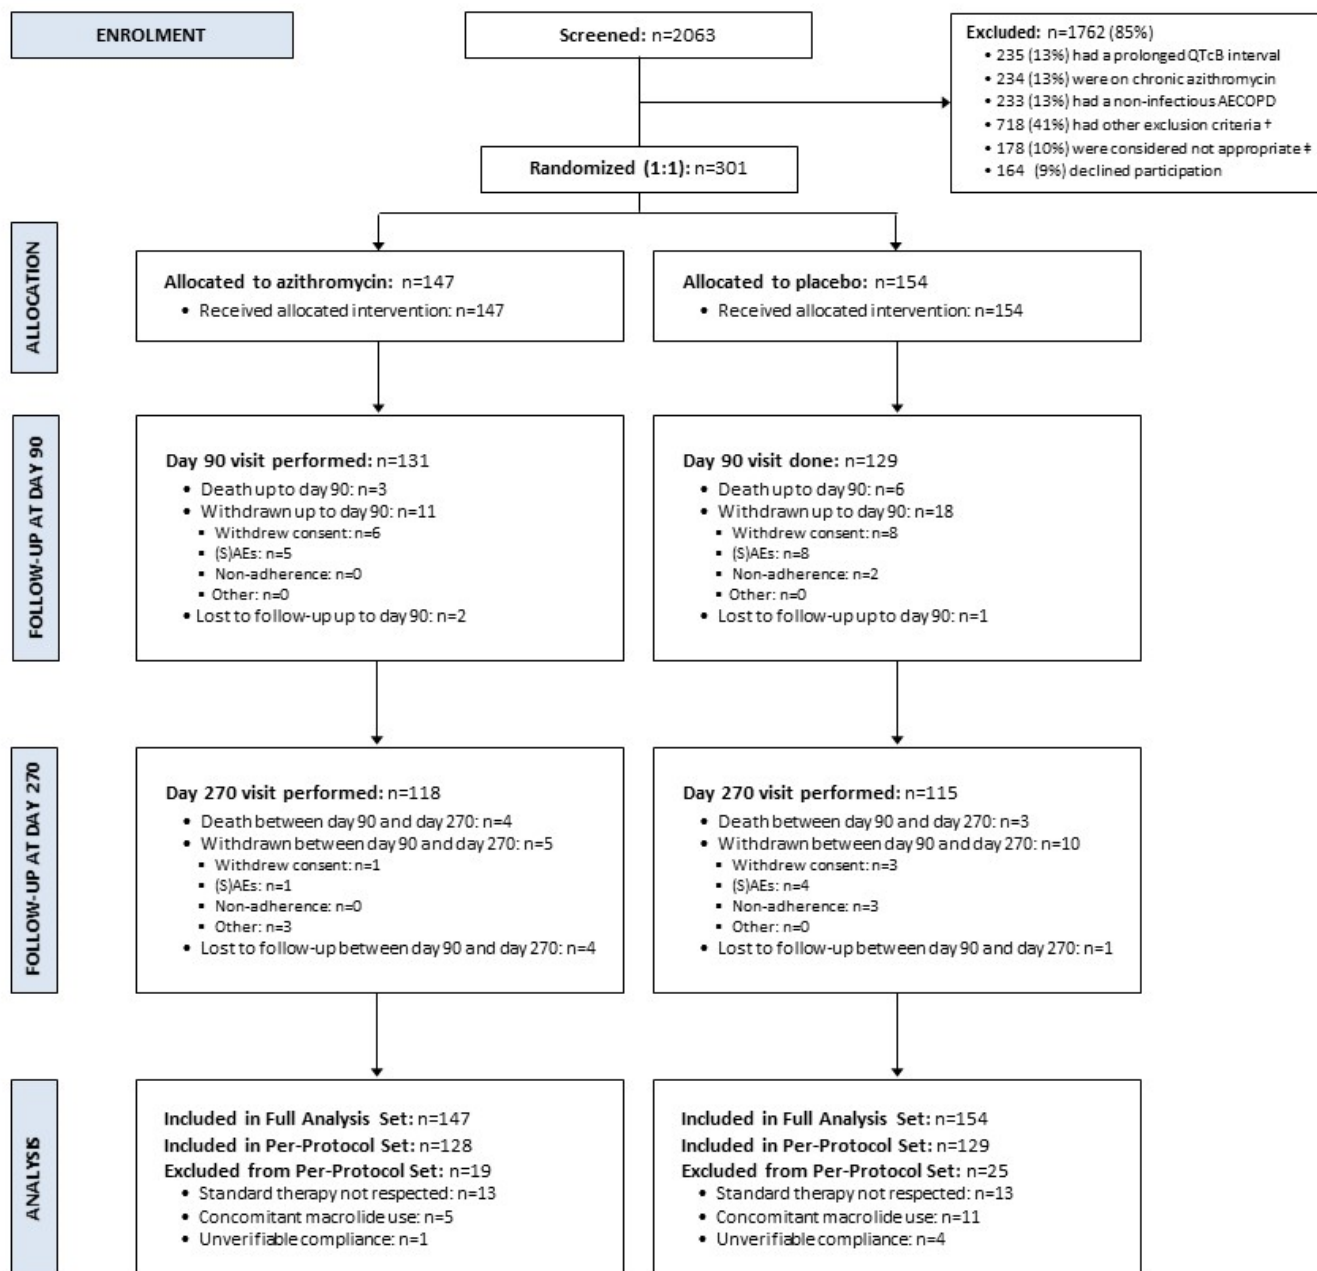 ENROLMENT
Screened: n=2063
Excluded: n=1762 (85%)
• 235 (13%) had a prolonged QTcB interval
• 234 (13%) were on chronic azithromycin
• 233 (13%) had a non-infectious AECOPD
• 718 (41%) had other exclusion criteria †
• 178 (10%) were considered not appropriate ‡
• 164 (9%) declined participation
Randomized (1:1): n=301
ALLOCATION
Allocated to azithromycin: n=147
• Received allocated intervention: n=147
Allocated to placebo: n=154
• Received allocated intervention: n=154
FOLLOW-UP AT DAY 90
Day 90 visit performed: n=131
• Death up to day 90: n=3
• Withdrawn up to day 90: n=11
▪ Withdrew consent: n=6
▪ (S)AEs: n=5
▪ Non-adherence: n=0
▪ Other: n=0
• Lost to follow-up up to day 90: n=2
Day 90 visit done: n=129
• Death up to day 90: n=6
• Withdrawn up to day 90: n=18
▪ Withdrew consent: n=8
▪ (S)AEs: n=8
▪ Non-adherence: n=2
▪ Other: n=0
• Lost to follow-up up to day 90: n=1
FOLLOW-UP AT DAY 270
Day 270 visit performed: n=118
• Death between day 90 and day 270: n=4
• Withdrawn between day 90 and day 270: n=5
▪ Withdrew consent: n=1
▪ (S)AEs: n=1
▪ Non-adherence: n=0
▪ Other: n=3
• Lost to follow-up between day 90 and day 270: n=4
Day 270 visit performed: n=115
• Death between day 90 and day 270: n=3
• Withdrawn between day 90 and day 270: n=10
▪ Withdrew consent: n=3
▪ (S)AEs: n=4
▪ Non-adherence: n=3
▪ Other: n=0
• Lost to follow-up between day 90 and day 270: n=1
ANALYSIS
Included in Full Analysis Set: n=147
Included in Per-Protocol Set: n=128
Excluded from Per-Protocol Set: n=19
• Standard therapy not respected: n=13
• Concomitant macrolide use: n=5
• Unverifiable compliance: n=1
Included in Full Analysis Set: n=154
Included in Per-Protocol Set: n=129
Excluded from Per-Protocol Set: n=25
• Standard therapy not respected: n=13
• Concomitant macrolide use: n=11
• Unverifiable compliance: n=4